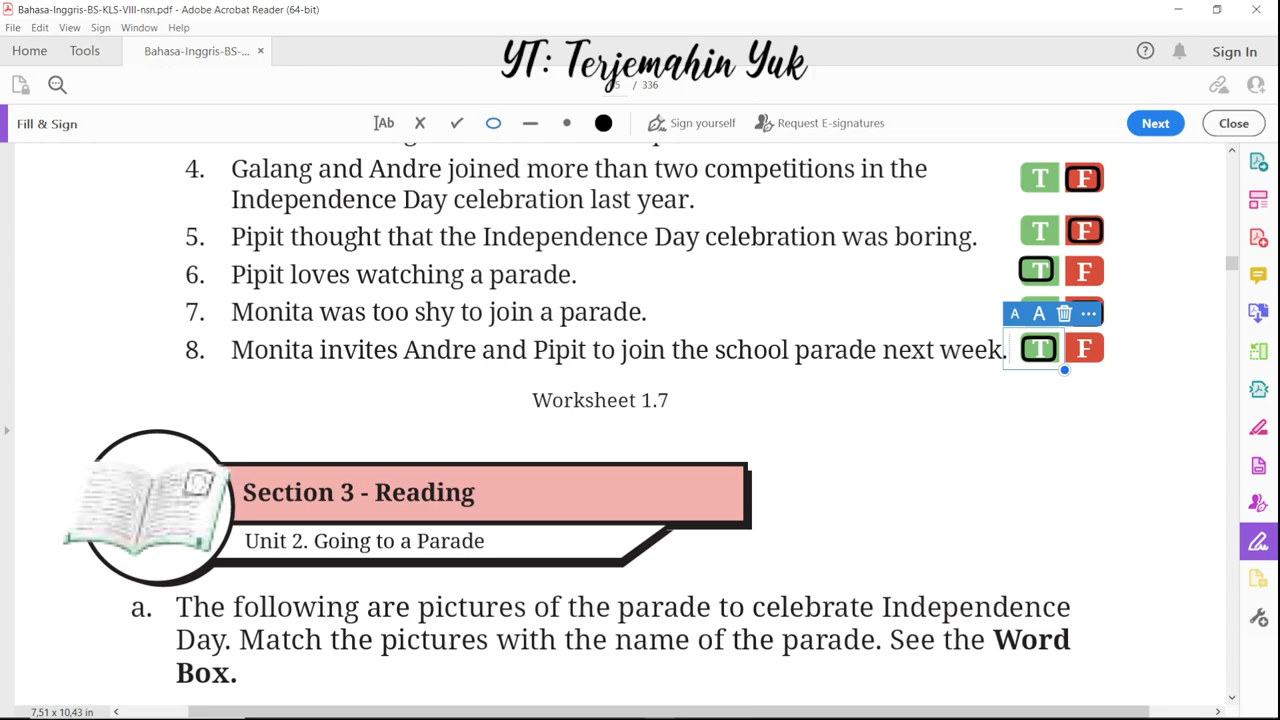 Bahasa-Inggris-BS-KLS-VIII-nsn.pdf - Adobe Acrobat Reader (64-bit)
File Edit View Sign Window Help
Home Tools Bahasa-Inggris-BS-... × Sign In
YT: Terjemahin Yuk
/ 336
Fill & Sign Ab Sign yourself Request E-signatures Next Close
4. Galang and Andre joined more than two competitions in the T F
Independence Day celebration last year.
5. Pipit thought that the Independence Day celebration was boring. T F
6. Pipit loves watching a parade. T F
7. Monita was too shy to join a parade.
A A ...
8. Monita invites Andre and Pipit to join the school parade next week. T F
Worksheet 1.7
Section 3 - Reading
Unit 2. Going to a Parade
a. The following are pictures of the parade to celebrate Independence
Day. Match the pictures with the name of the parade. See the Word
Box.
7,51 x 10,43 in